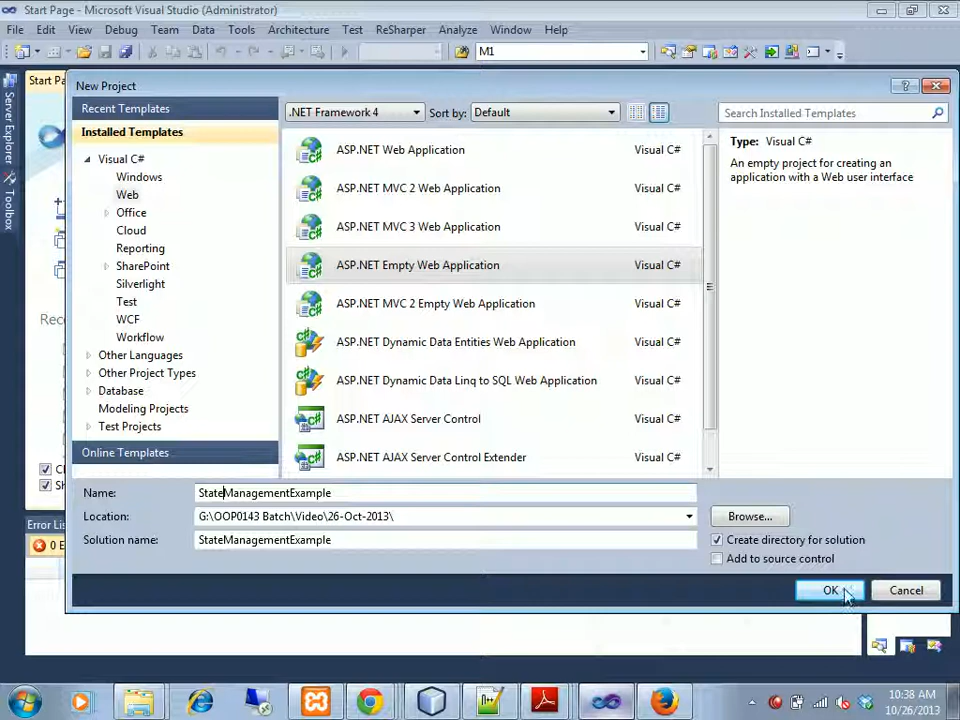 Start Page - Microsoft Visual Studio (Administrator)
File Edit View Debug Team Data Tools Architecture Test ReSharper Analyze Window Help
M1
Start Pa
New Project
Recent Templates
.NET Framework 4
Sort by: Default
Search Installed Templates
Installed Templates
Server Explorer
Toolbox
Visual C#
Windows
Web
Office
Cloud
Reporting
SharePoint
Silverlight
Test
WCF
Workflow
Other Languages
Other Project Types
Database
Modeling Projects
Test Projects
Online Templates
ASP.NET Web Application Visual C#
ASP.NET MVC 2 Web Application Visual C#
ASP.NET MVC 3 Web Application Visual C#
ASP.NET Empty Web Application Visual C#
ASP.NET MVC 2 Empty Web Application Visual C#
ASP.NET Dynamic Data Entities Web Application Visual C#
ASP.NET Dynamic Data Linq to SQL Web Application Visual C#
ASP.NET AJAX Server Control Visual C#
ASP.NET AJAX Server Control Extender Visual C#
Type: Visual C#
An empty project for creating an
application with a Web user interface
Rec
Name: StateManagementExample
Location: G:\OOP0143 Batch\Video\26-Oct-2013\
Browse...
Solution name: StateManagementExample
Create directory for solution
Add to source control
OK Cancel
Error List
0 E
10:38 AM
10/26/2013